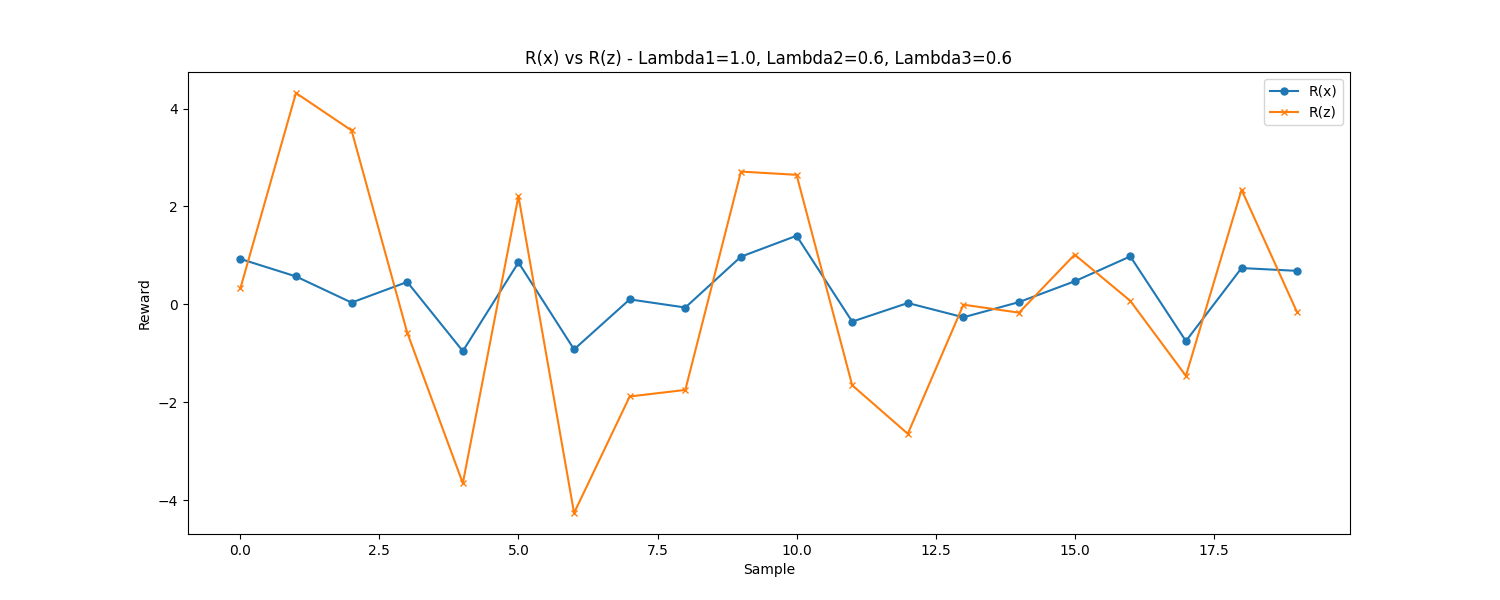 R(x) vs R(z) - Lambda1=1.0, Lambda2=0.6, Lambda3=0.6
R(x)
R(z)
4
2
0
−2
−4
Reward
0.0 2.5 5.0 7.5 10.0 12.5 15.0 17.5
Sample